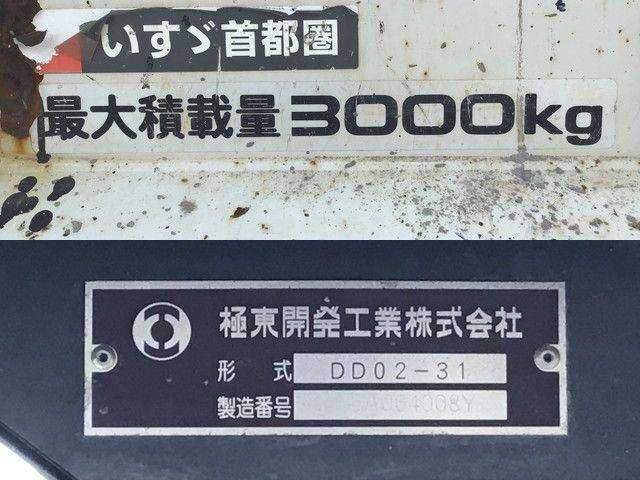 いすゞ首都圏
最大積載量3000kg
極東開発工業株式会社
形 式 DD02-31
製造番号